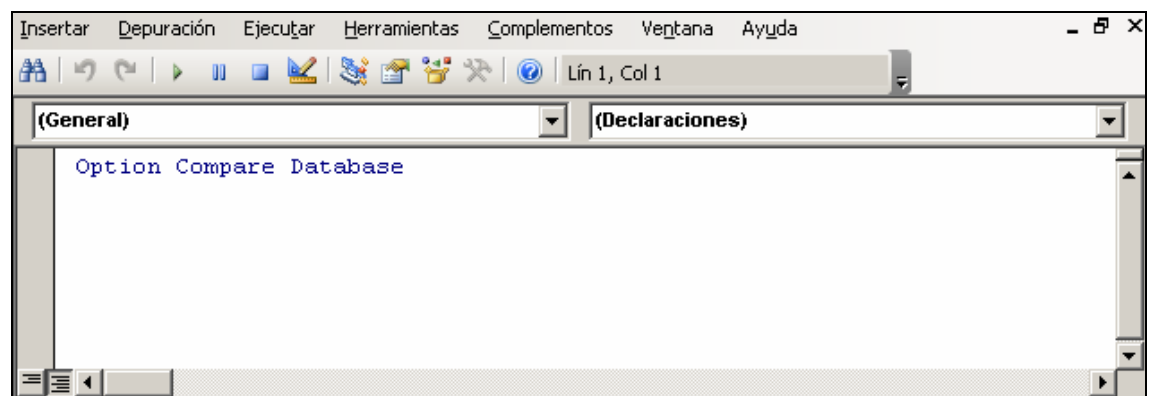 Insertar Depuración Ejecutar Herramientas Complementos Ventana Ayuda
Lín 1, Col 1
(General) (Declaraciones)
Option Compare Database